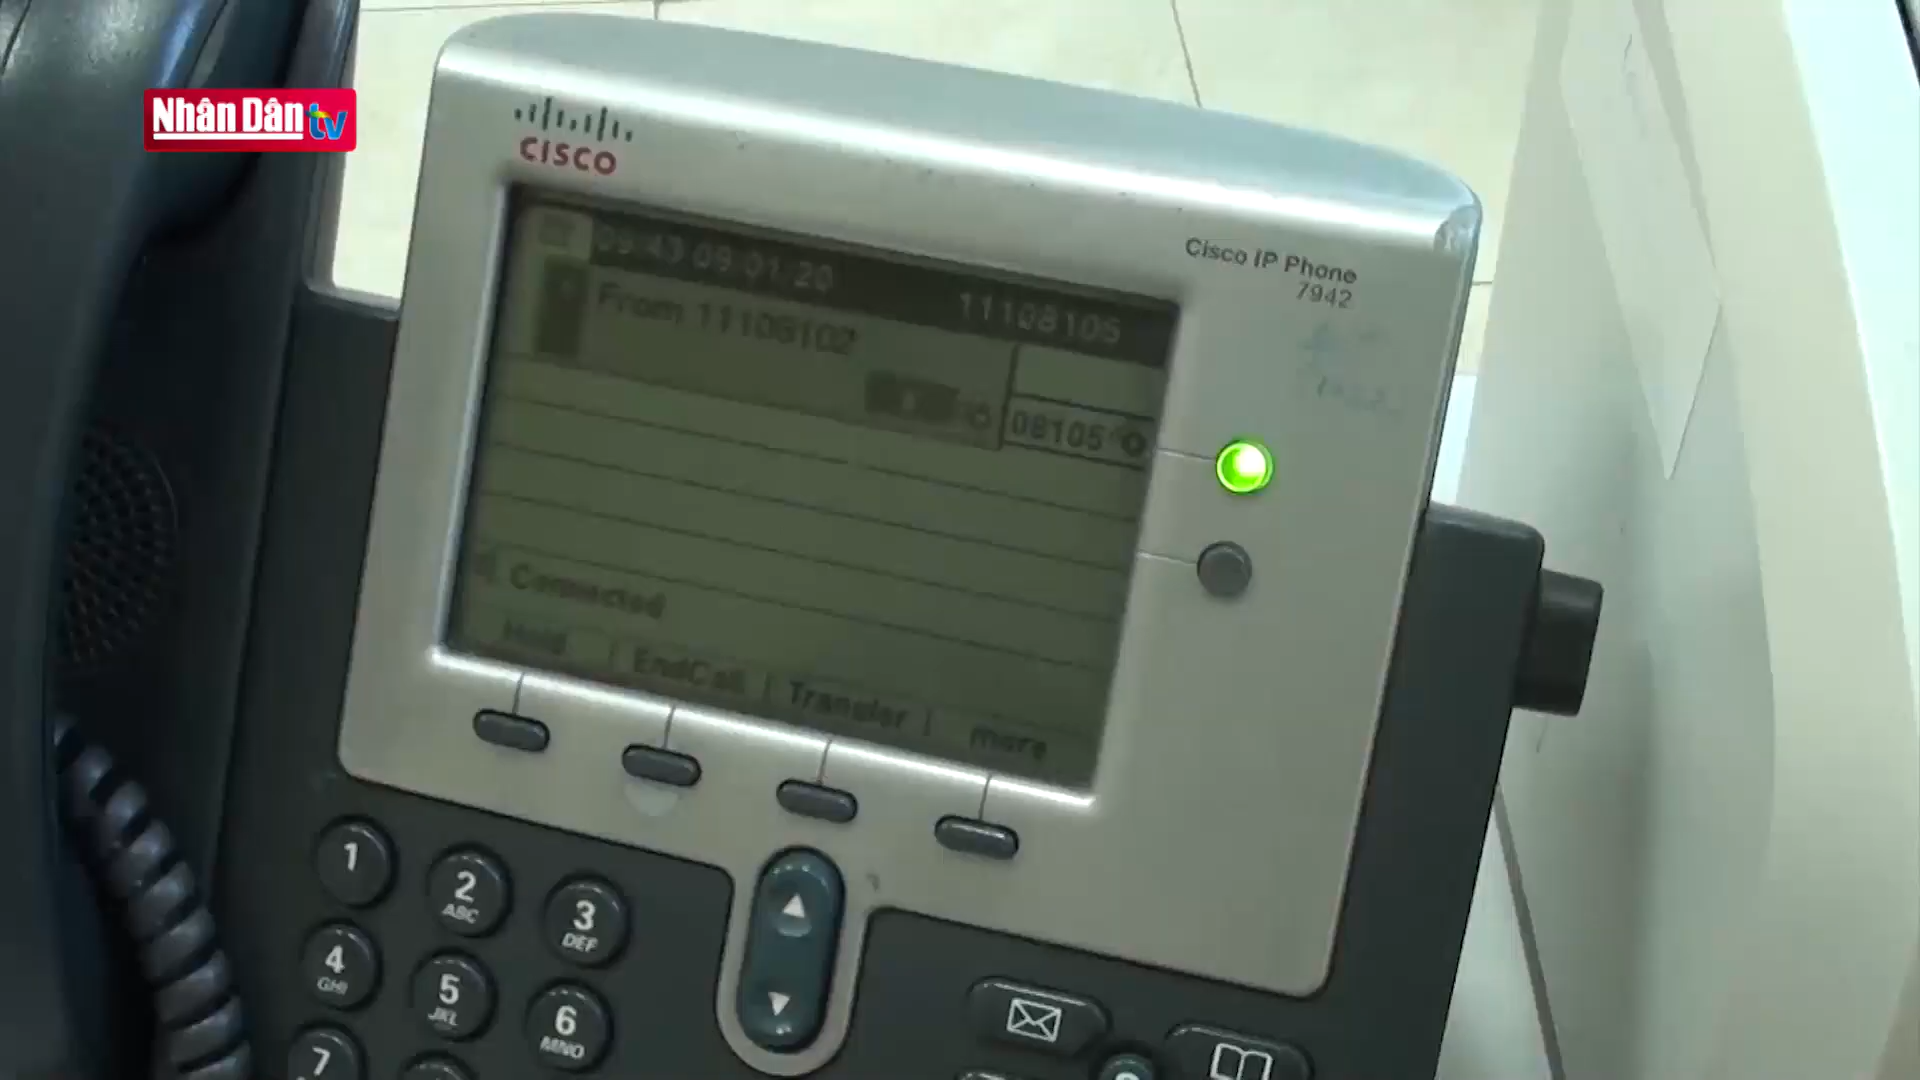 Nhân Dân tv
CISCO
Cisco IP Phone
7942
09:43 09 01 20
11108105
From 11108102
08105
Connected
Hold | EndCall | Transfer | more
1
2
ABC
3
DEF
4
GHI
5
JKL
6
MNO
7